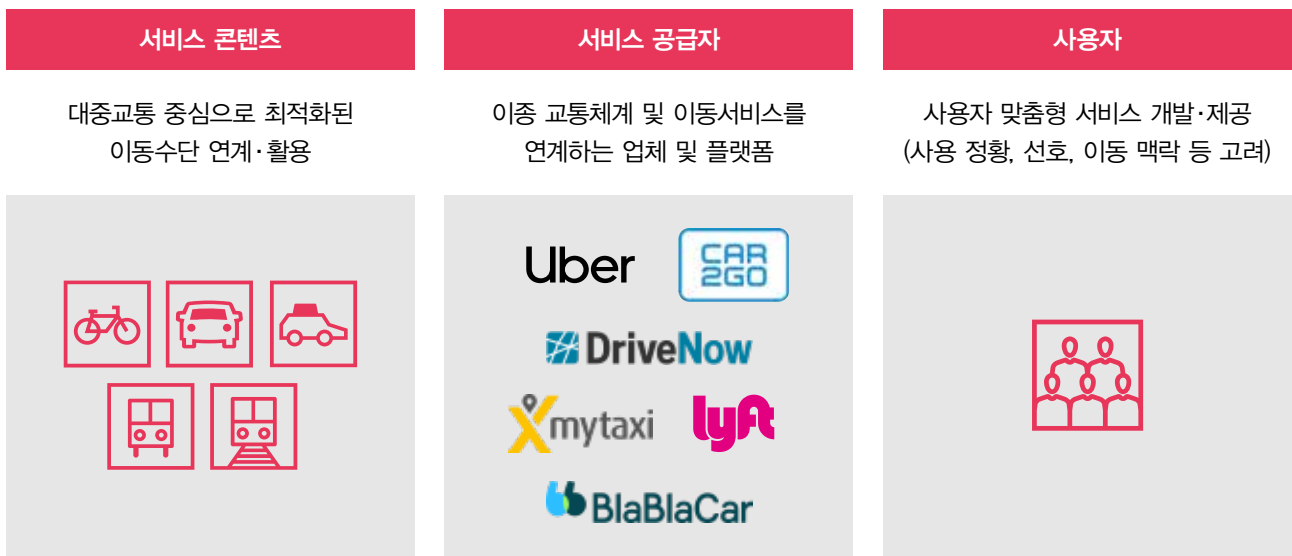 서비스 콘텐츠
대중교통 중심으로 최적화된
이동수단 연계·활용
서비스 공급자
이종 교통체계 및 이동서비스를
연계하는 업체 및 플랫폼
Uber
CAR
2GO
DriveNow
mytaxi
lyft
BlaBlaCar
사용자
사용자 맞춤형 서비스 개발·제공
(사용 정황, 선호, 이동 맥락 등 고려)